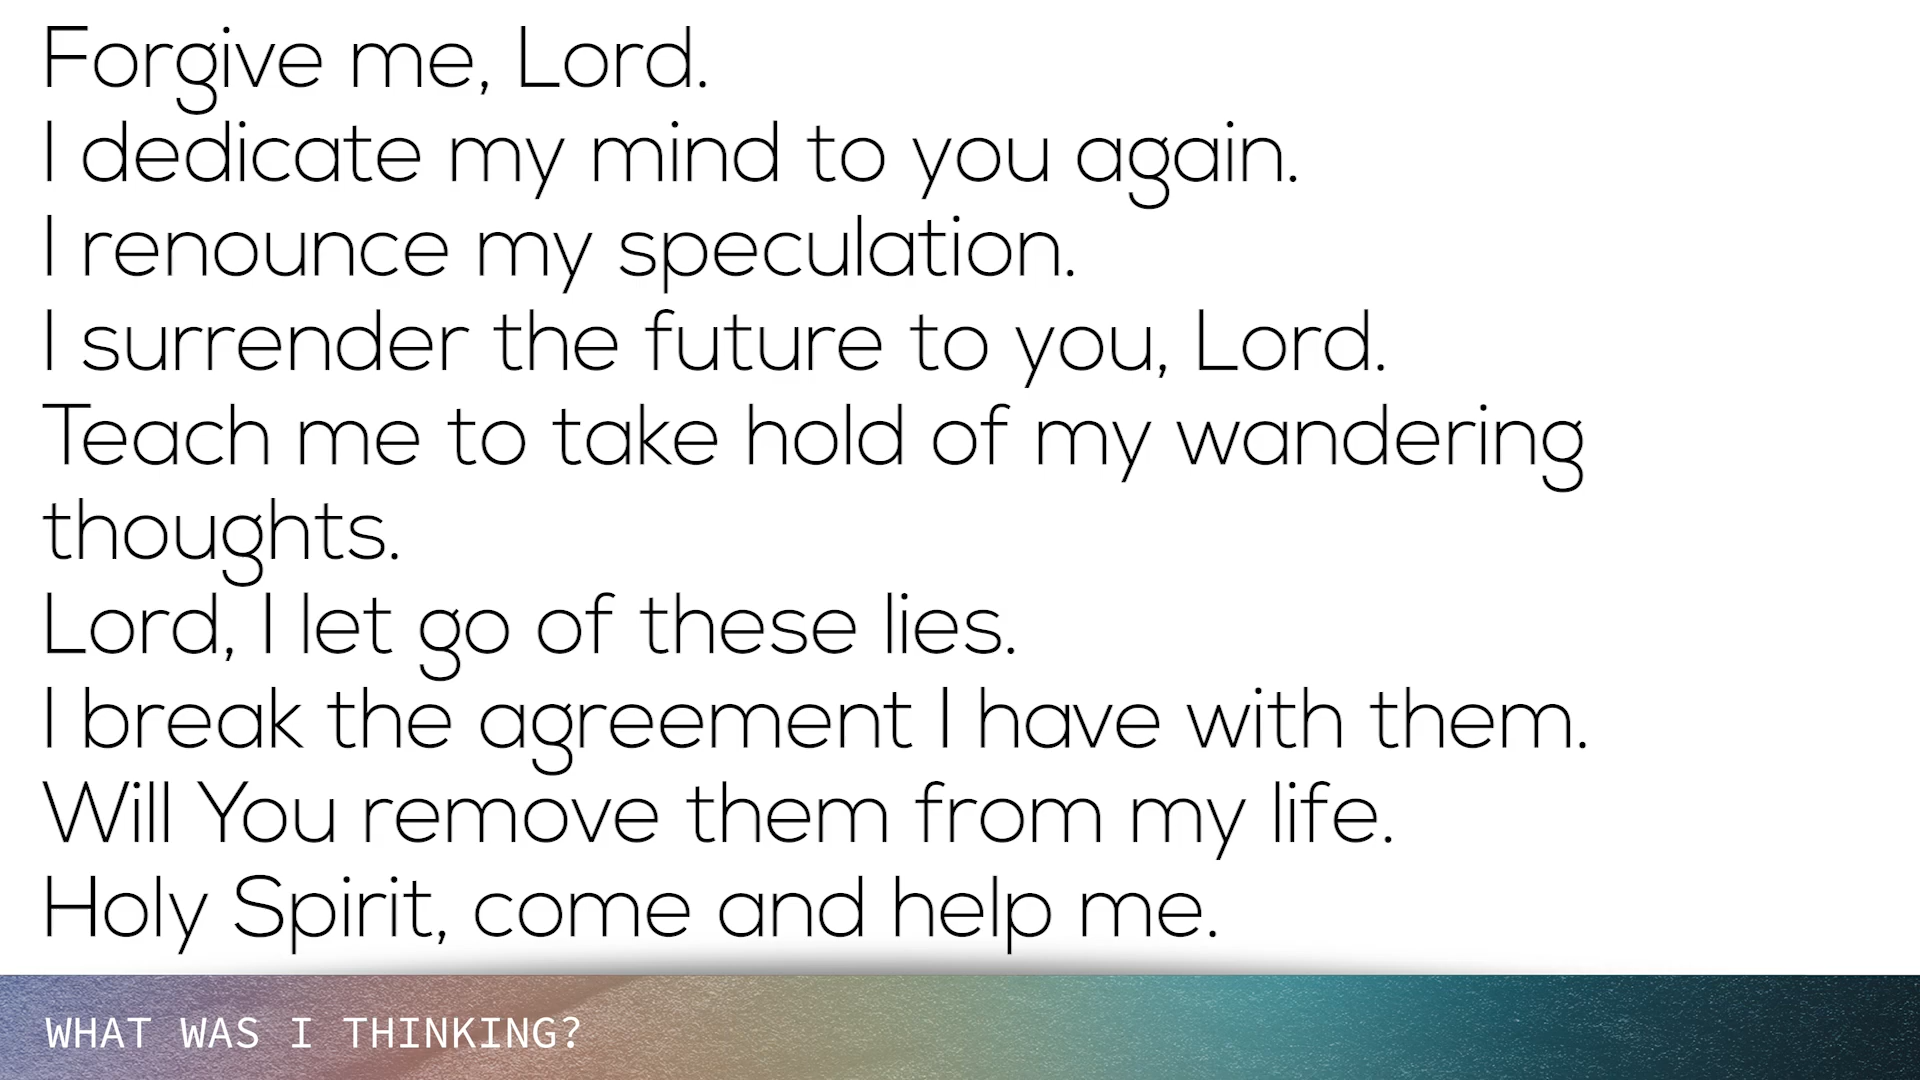 Forgive me, Lord.
I dedicate my mind to you again.
I renounce my speculation.
I surrender the future to you, Lord.
Teach me to take hold of my wandering
thoughts.
Lord, I let go of these lies.
I break the agreement I have with them.
Will You remove them from my life.
Holy Spirit, come and help me.
WHAT WAS I THINKING?